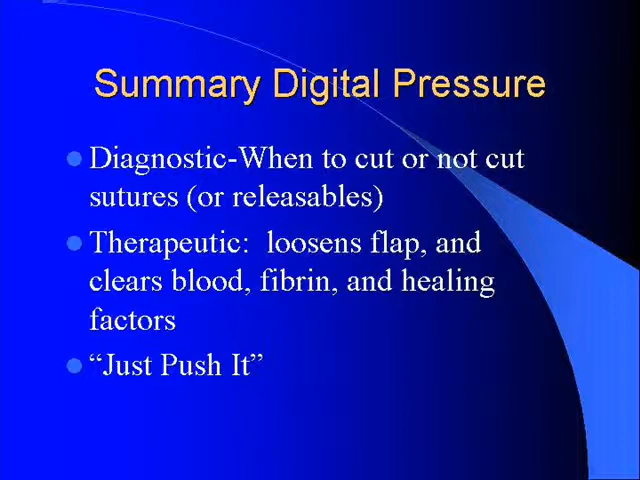 Summary Digital Pressure
Diagnostic-When to cut or not cut
sutures (or releasables)
Therapeutic:  loosens flap, and
clears blood, fibrin, and healing
factors
“Just Push It”